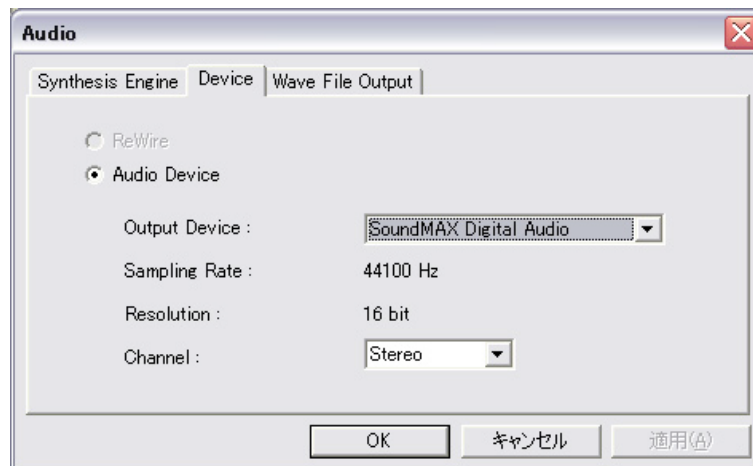 Audio
Synthesis Engine Device Wave File Output
ReWire
Audio Device
Output Device : SoundMAX Digital Audio
Sampling Rate : 44100 Hz
Resolution : 16 bit
Channel : Stereo
OK キャンセル 適用(A)